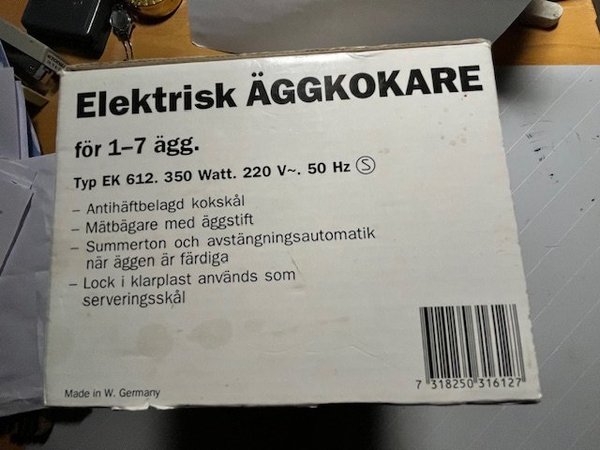 Elektrisk ÄGGKOKARE
för 1–7 ägg.
Typ EK 612. 350 Watt. 220 V~. 50 Hz Ⓢ
– Antihäftbelagd kokskål
– Mätbägare med äggstift
– Summerton och avstängningsautomatik
når äggen är färdiga
– Lock i klarplast används som
serveringsskål
Made in W. Germany
7 318250 316127